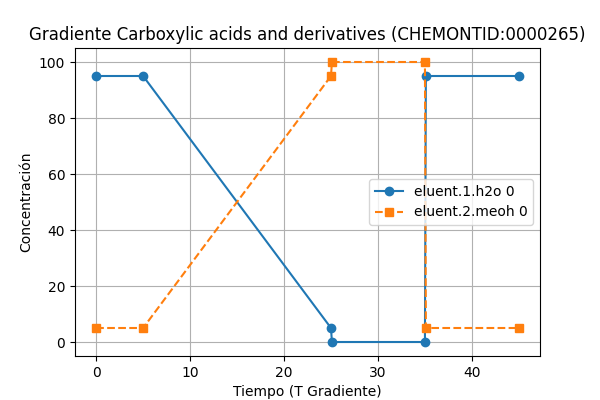 Gradiente Carboxylic acids and derivatives (CHEMONTID:0000265)
100
80
60
40
20
0
Concentración
eluent.1.h2o 0
eluent.2.meoh 0
0 10 20 30 40
Tiempo (T Gradiente)